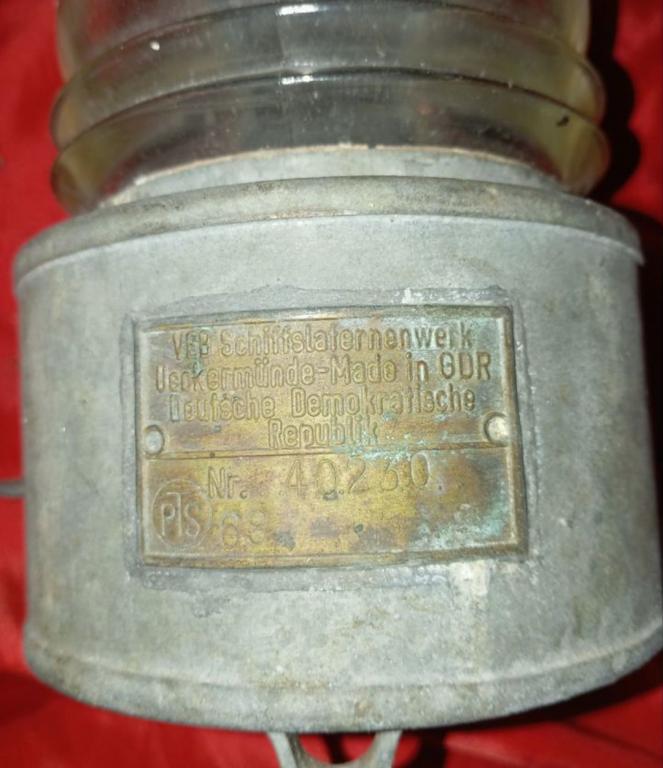 VEB Schiffslaternenwerk
Ueckermünde-Made in GDR
Deutsche Demokratische
Republik
Nr. 40230
PTS 68